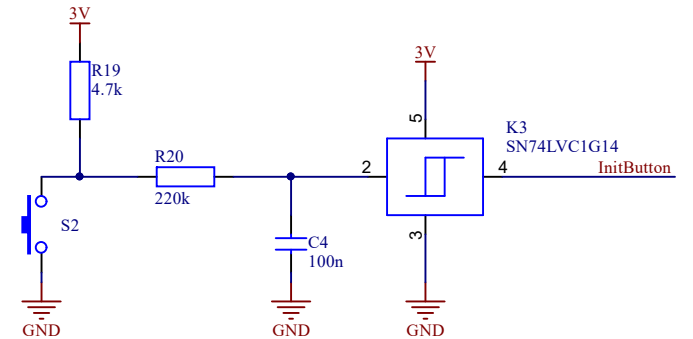 3V
R19
4.7k
3V
5
K3
SN74LVC1G14
R20
2
4
InitButton
220k
S2
3
C4
100n
GND
GND
GND